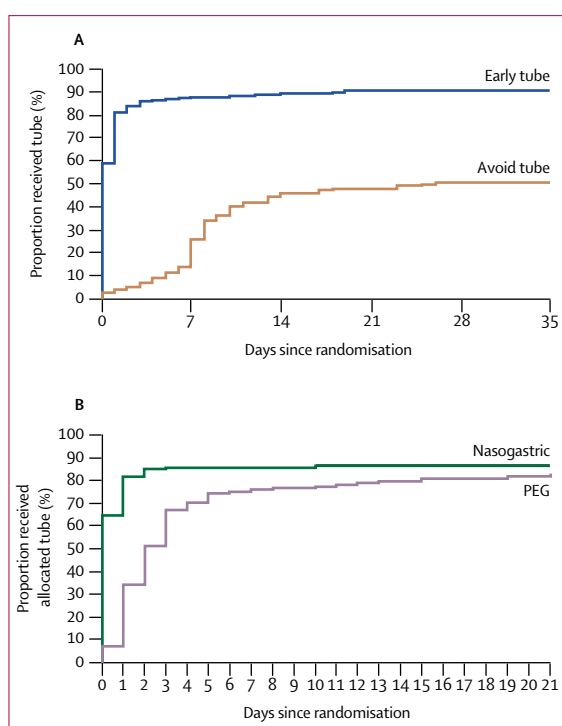 A
100
90
80
70
60
50
40
30
20
10
0
Proportion received tube (%)
Early tube
Avoid tube
0 7 14 21 28 35
Days since randomisation
B
100
90
80
70
60
50
40
30
20
10
0
Proportion received
allocated tube (%)
Nasogastric
PEG
0 1 2 3 4 5 6 7 8 9 10 11 12 13 14 15 16 17 18 19 20 21
Days since randomisation